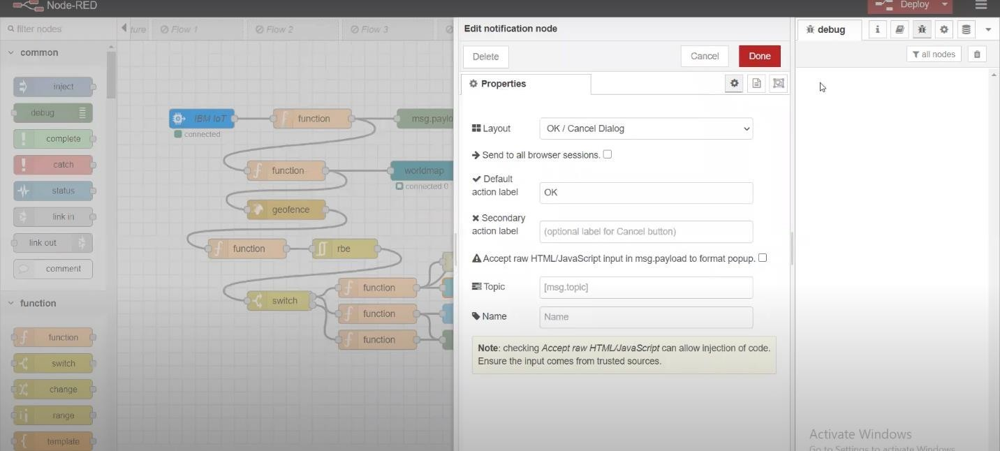 Node-RED
Deploy
filter nodes
ture
Flow 1
Flow 2
Flow 3
Edit notification node
debug
common
Delete
Cancel
Done
all nodes
inject
debug
complete
catch
status
link in
link out
comment
function
function
switch
change
range
template
IBM IoT
connected
function
msg.paylo
function
worldmap
connected 0
geofence
function
rbe
switch
function
function
function
Properties
Layout
OK / Cancel Dialog
Send to all browser sessions.
Default
action label
OK
Secondary
action label
(optional label for Cancel button)
Accept raw HTML/JavaScript input in msg.payload to format popup.
Topic
[msg.topic]
Name
Name
Note: checking Accept raw HTML/JavaScript can allow injection of code.
Ensure the input comes from trusted sources.
Activate Windows
Go to Settings to activate Windows.